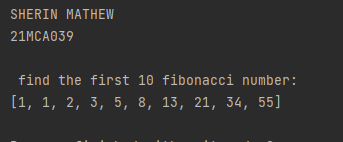 SHERIN MATHEW
21MCA039
find the first 10 fibonacci number:
[1, 1, 2, 3, 5, 8, 13, 21, 34, 55]